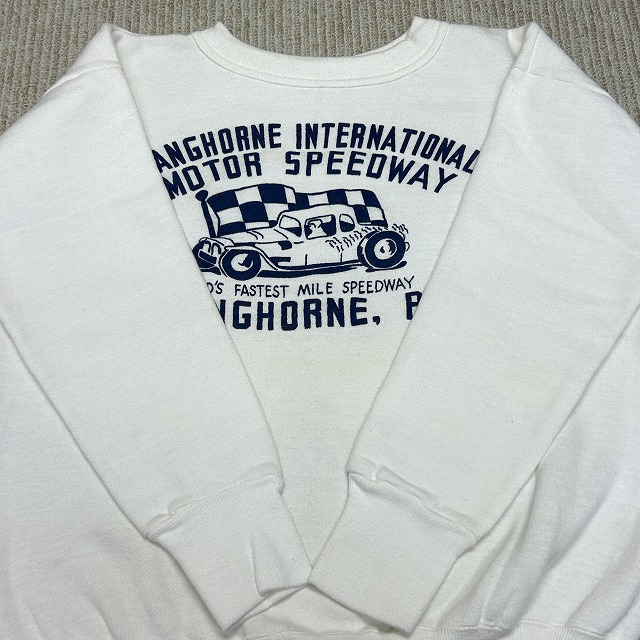 ANGHORNE INTERNATIONAL
MOTOR SPEEDWAY
D'S FASTEST MILE SPEEDWAY
NGHORNE, P